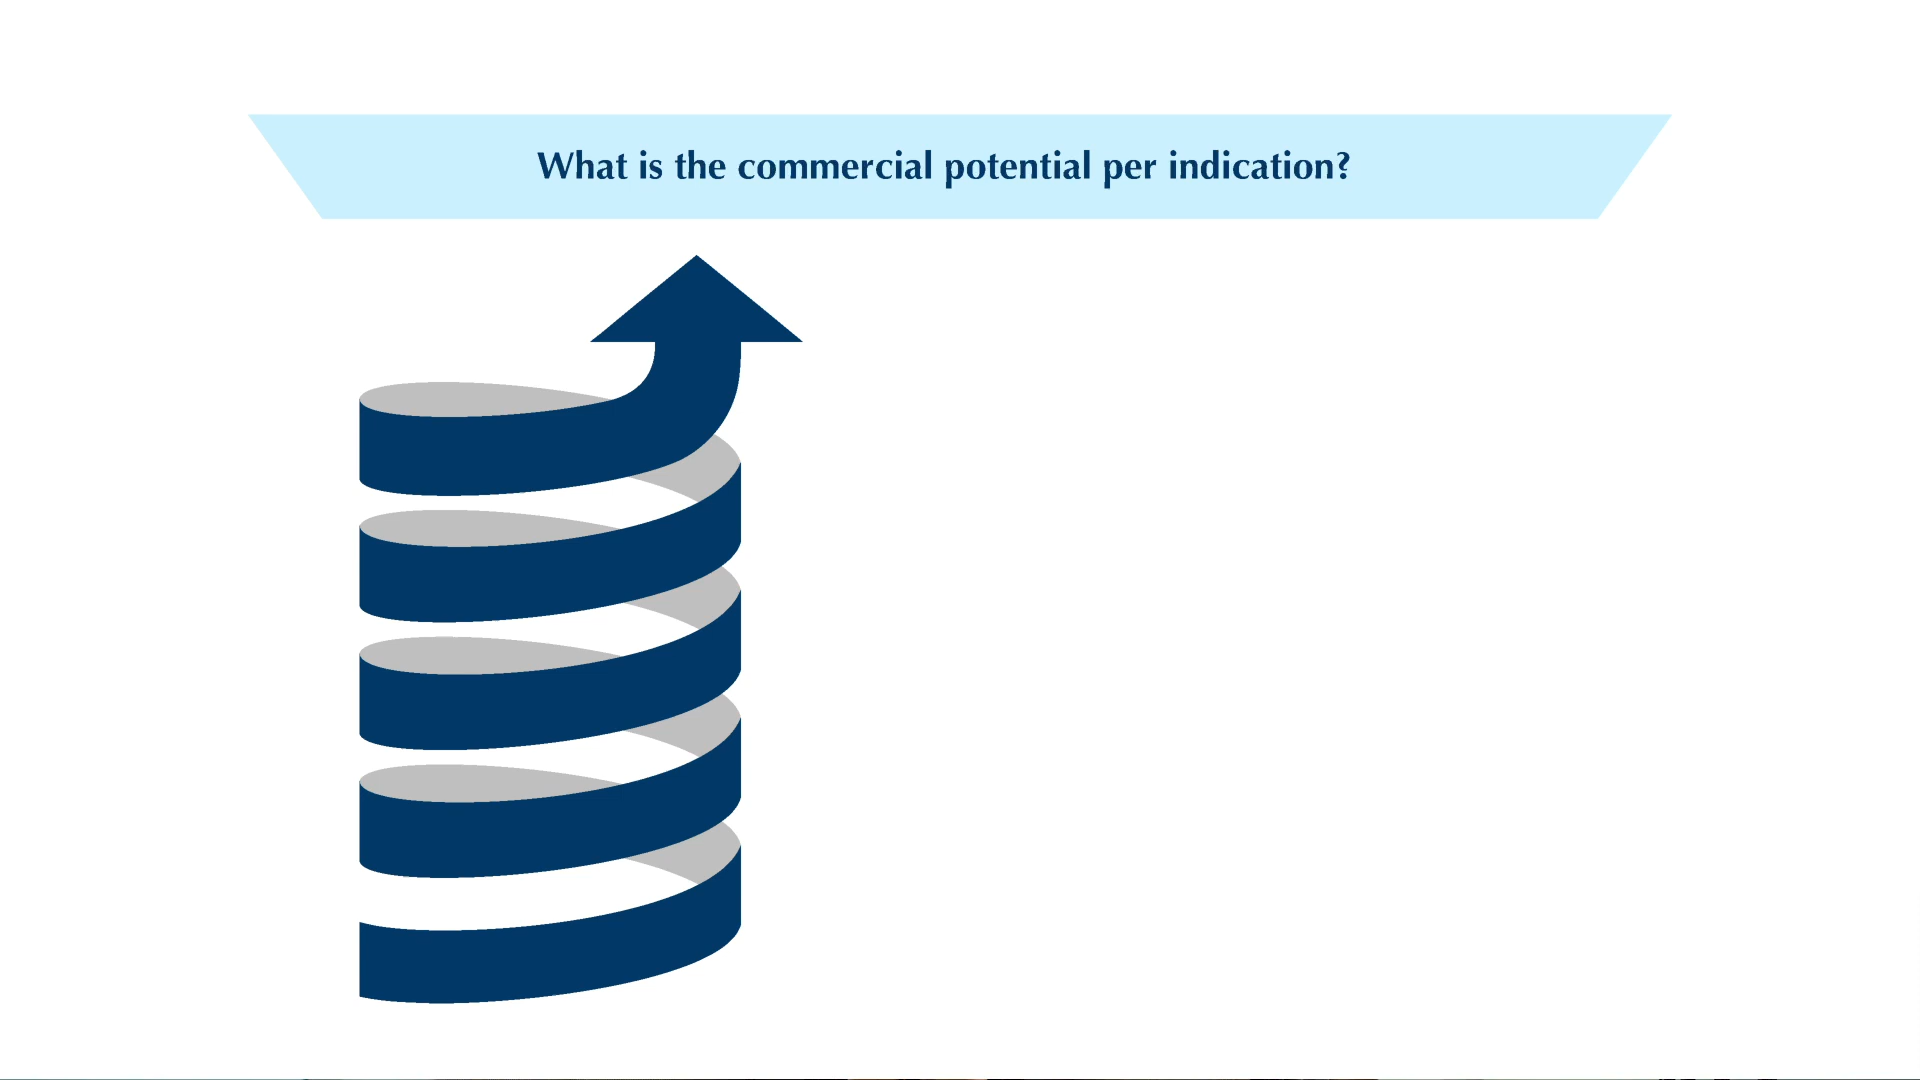 What is the commercial potential per indication?